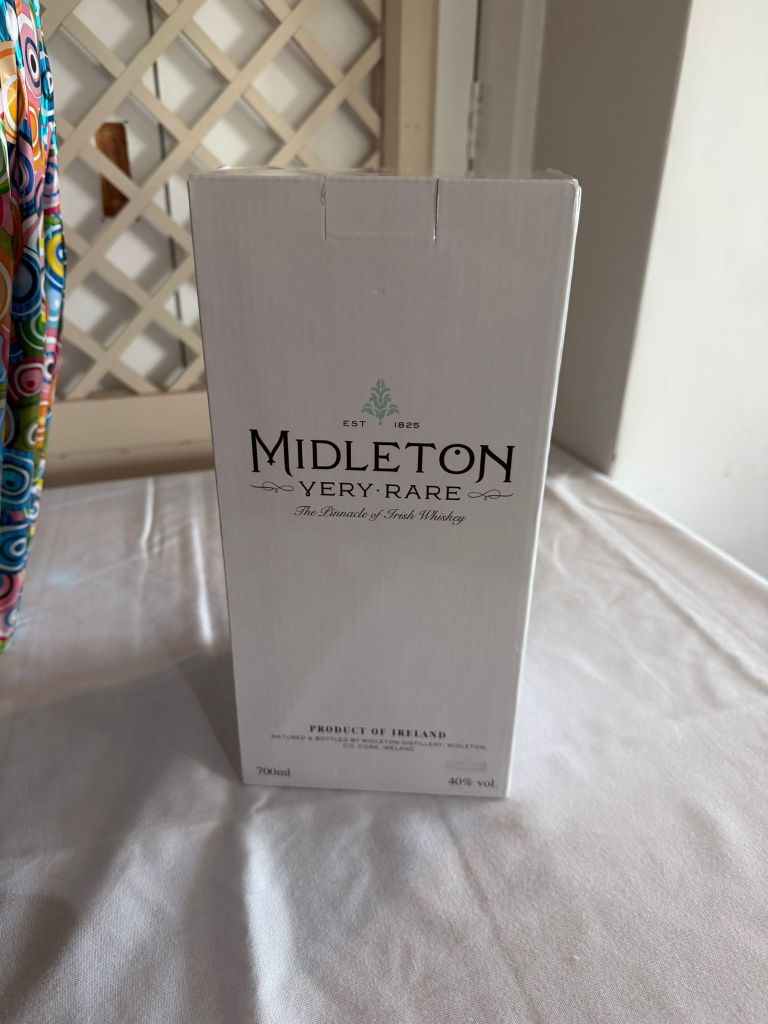 EST 1825
MIDLETON
VERY·RARE
The Pinnacle of Irish Whiskey
PRODUCT OF IRELAND
MATURED & BOTTLED BY MIDLETON DISTILLERY, MIDLETON,
CO. CORK, IRELAND
700ml 40% vol.